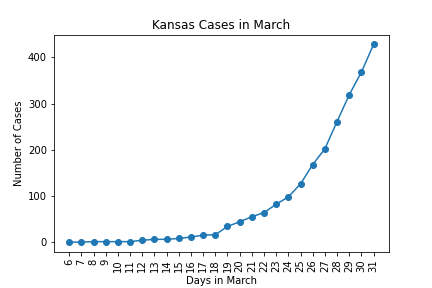 Kansas Cases in March
Number of Cases
400
300
200
100
0
6 7 8 9 10 11 12 13 14 15 16 17 18 19 20 21 22 23 24 25 26 27 28 29 30 31
Days in March